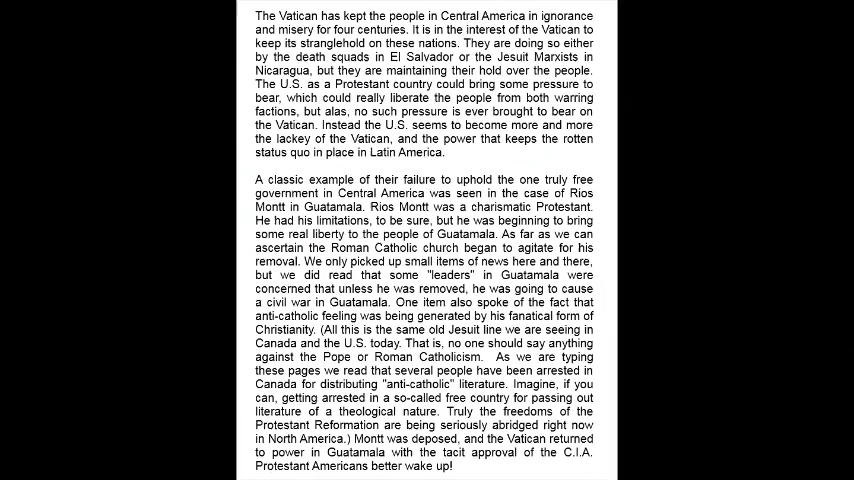 The Vatican has kept the people in Central America in ignorance
and misery for four centuries. It is in the interest of the Vatican to
keep its stranglehold on these nations. They are doing so either
by the death squads in El Salvador or the Jesuit Marxists in
Nicaragua, but they are maintaining their hold over the people.
The U.S. as a Protestant country could bring some pressure to
bear, which could really liberate the people from both warring
factions, but alas, no such pressure is ever brought to bear on
the Vatican. Instead the U.S. seems to become more and more
the lackey of the Vatican, and the power that keeps the rotten
status quo in place in Latin America.
A classic example of their failure to uphold the one truly free
government in Central America was seen in the case of Rios
Montt in Guatamala. Rios Montt was a charismatic Protestant.
He had his limitations, to be sure, but he was beginning to bring
some real liberty to the people of Guatamala. As far as we can
ascertain the Roman Catholic church began to agitate for his
removal. We only picked up small items of news here and there,
but we did read that some "leaders" in Guatamala were
concerned that unless he was removed, he was going to cause
a civil war in Guatamala. One item also spoke of the fact that
anti-catholic feeling was being generated by his fanatical form of
Christianity. (All this is the same old Jesuit line we are seeing in
Canada and the U.S. today. That is, no one should say anything
against the Pope or Roman Catholicism. As we are typing
these pages we read that several people have been arrested in
Canada for distributing "anti-catholic" literature. Imagine, if you
can, getting arrested in a so-called free country for passing out
literature of a theological nature. Truly the freedoms of the
Protestant Reformation are being seriously abridged right now
in North America.) Montt was deposed, and the Vatican returned
to power in Guatamala with the tacit approval of the C.I.A.
Protestant Americans better wake up!